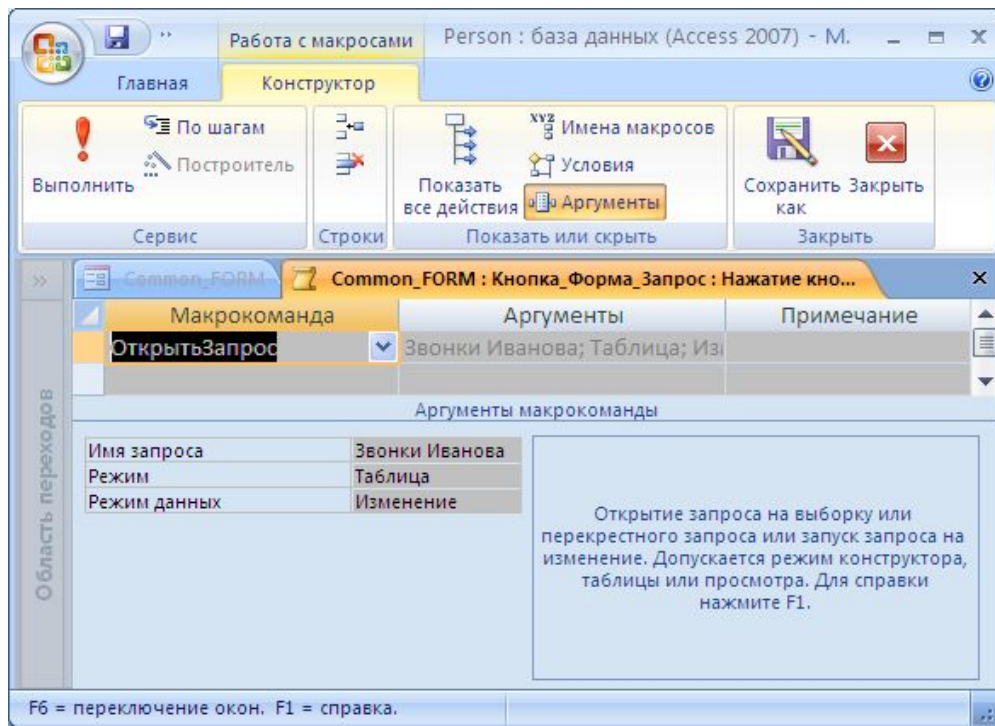 Работа с макросами
Person : база данных (Access 2007) - M.
Главная
Конструктор
Выполнить
По шагам
Построитель
Показать все действия
XYZ
Имена макросов
Условия
Аргументы
Сохранить как
Закрыть
Сервис
Строки
Показать или скрыть
Закрыть
Common_FORM
Common_FORM : Кнопка_Форма_Запрос : Нажатие кно...
Макрокоманда
Аргументы
Примечание
ОткрытьЗапрос
Звонки Иванова; Таблица; Из
Область переходов
Аргументы макрокоманды
Имя запроса
Звонки Иванова
Режим
Таблица
Режим данных
Изменение
Открытие запроса на выборку или
перекрестного запроса или запуск запроса на
изменение. Допускается режим конструктора,
таблицы или просмотра. Для справки
нажмите F1.
F6 = переключение окон. F1 = справка.